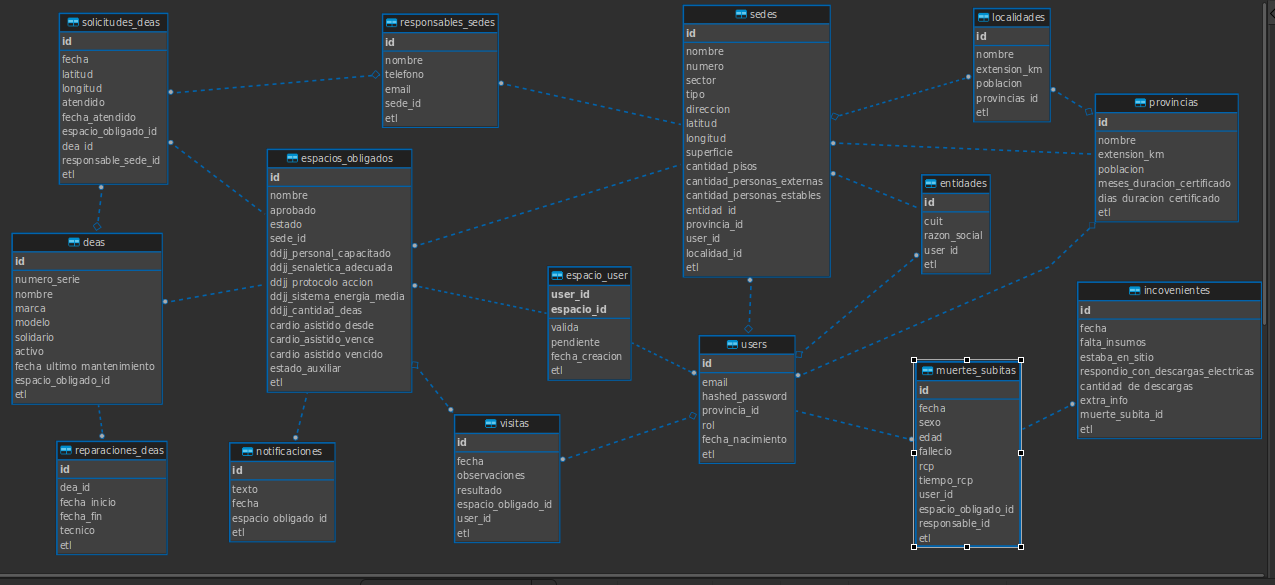 solicitudes_deas
id
fecha
latitud
longitud
atendido
fecha_atendido
espacio_obligado_id
dea_id
responsable_sede_id
etl
responsables_sedes
id
nombre
telefono
email
sede_id
etl
sedes
id
nombre
numero
sector
tipo
direccion
latitud
longitud
superficie
cantidad_pisos
cantidad_personas_externas
cantidad_personas_estables
entidad_id
provincia_id
user_id
localidad_id
etl
localidades
id
nombre
extension_km
poblacion
provincias_id
etl
provincias
id
nombre
extension_km
poblacion
meses_duracion_certificado
dias_duracion_certificado
etl
espacios_obligados
id
nombre
aprobado
estado
sede_id
ddjj_personal_capacitado
ddjj_senaletica_adecuada
ddjj_protocolo_accion
ddjj_sistema_energia_media
ddjj_cantidad_deas
cardio_asistido_desde
cardio_asistido_vence
cardio_asistido_vencido
estado_auxiliar
etl
entidades
id
cuit
razon_social
user_id
etl
deas
id
numero_serie
nombre
marca
modelo
solidario
activo
fecha_ultimo_mantenimiento
espacio_obligado_id
etl
espacio_user
user_id
espacio_id
valida
pendiente
fecha_creacion
etl
incovenientes
id
fecha
falta_insumos
estaba_en_sitio
respondio_con_descargas_electricas
cantidad_de_descargas
extra_info
muerte_subita_id
etl
users
id
email
hashed_password
provincia_id
rol
fecha_nacimiento
etl
muertes_subitas
id
fecha
sexo
edad
fallecio
rcp
tiempo_rcp
user_id
espacio_obligado_id
responsable_id
etl
reparaciones_deas
id
dea_id
fecha_inicio
fecha_fin
tecnico
etl
notificaciones
id
texto
fecha
espacio_obligado_id
etl
visitas
id
fecha
observaciones
resultado
espacio_obligado_id
user_id
etl